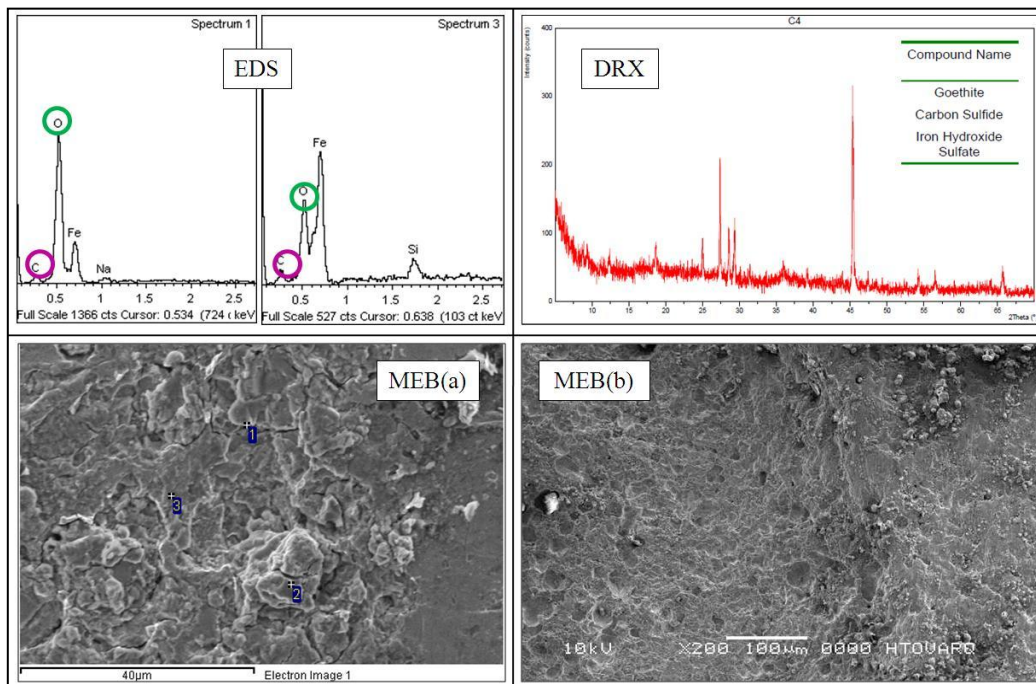 Spectrum 1
EDS
O
Fe
C
Na
0.5 1 1.5 2 2.5
Full Scale 1366 cts Cursor: 0.534 (724 keV
Spectrum 3
Fe
O
C
Si
0.5 1 1.5 2 2.5
Full Scale 527 cts Cursor: 0.638 (103 ct keV
C4
DRX
Intensity (counts)
400
300
200
100
0
10 15 20 25 30 35 40 45 50 55 60 65
2Theta (°
Compound Name
Goethite
Carbon Sulfide
Iron Hydroxide
Sulfate
MEB(a)
1
3
2
40µm
Electron Image 1
MEB(b)
10kV X200 100µm 0000 HTOVARD